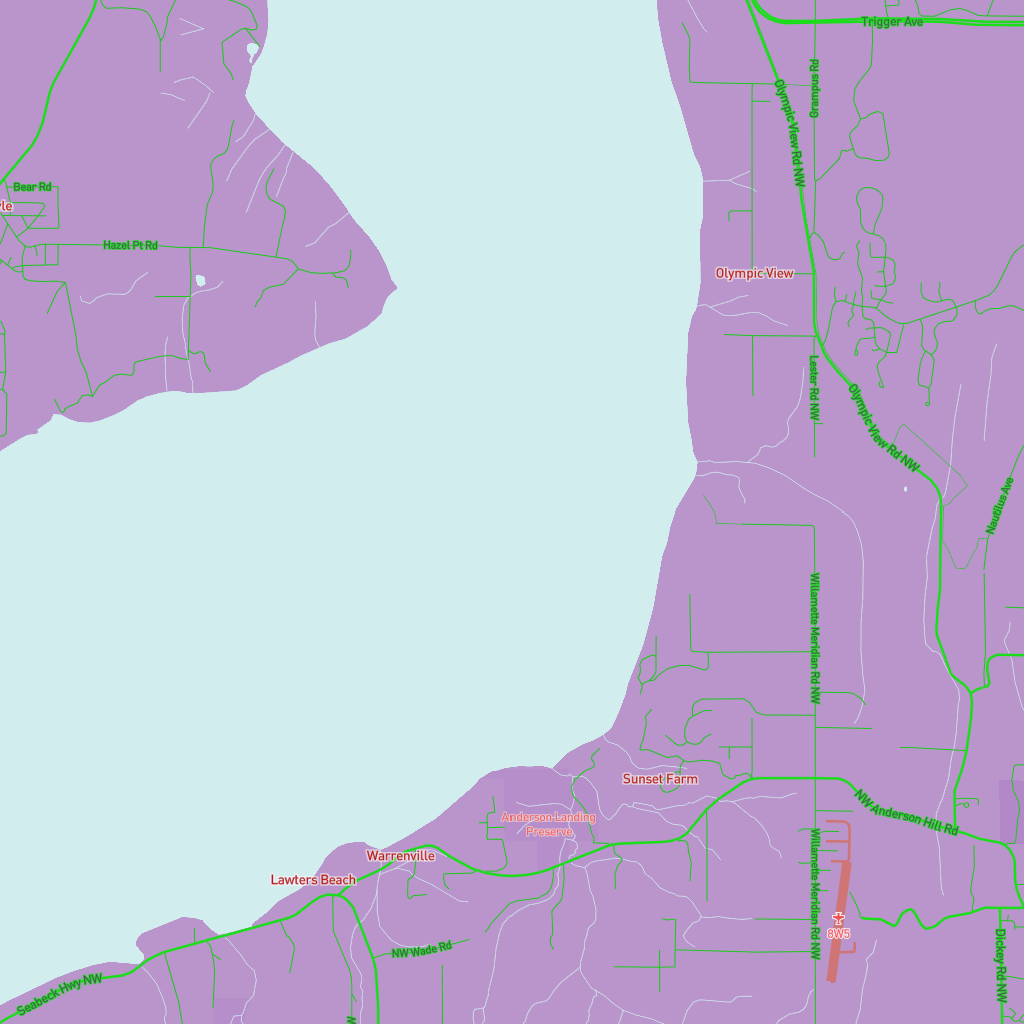 Trigger Ave
Grampus Rd
Olympic View Rd NW
Bear Rd
Hazel Pt Rd
Olympic View
Lester Rd NW
Olympic View Rd NW
Nautilus Ave
Willamette Meridian Rd NW
Sunset Farm
NW Anderson Hill Rd
Anderson Landing
Preserve
Warrenville
Lawters Beach
Willamette Meridian Rd NW
8W5
NW Wade Rd
Dickey Rd NW
Seabeck Hwy NW